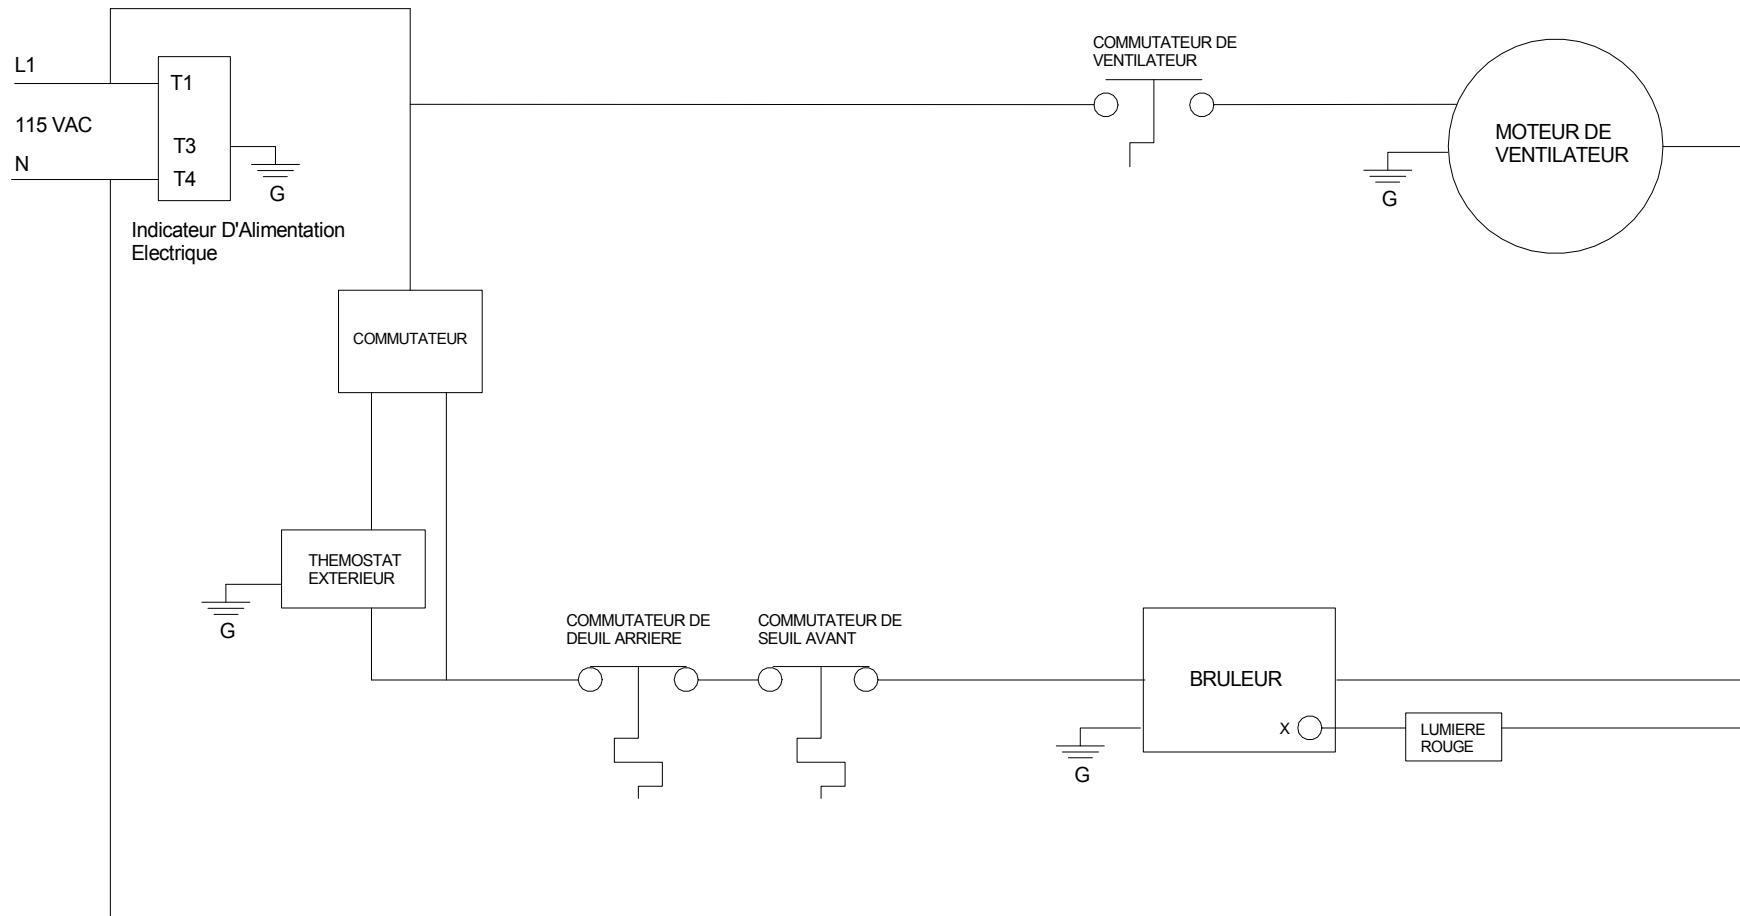 L1
115 VAC
N
T1
T3
T4
G
Indicateur D'Alimentation
Electrique
COMMUTATEUR DE
VENTILATEUR
G
MOTEUR DE
VENTILATEUR
COMMUTATEUR
THEMOSTAT
EXTERIEUR
G
COMMUTATEUR DE
DEUIL ARRIERE
COMMUTATEUR DE
SEUIL AVANT
BRULEUR
X
G
LUMIERE
ROUGE